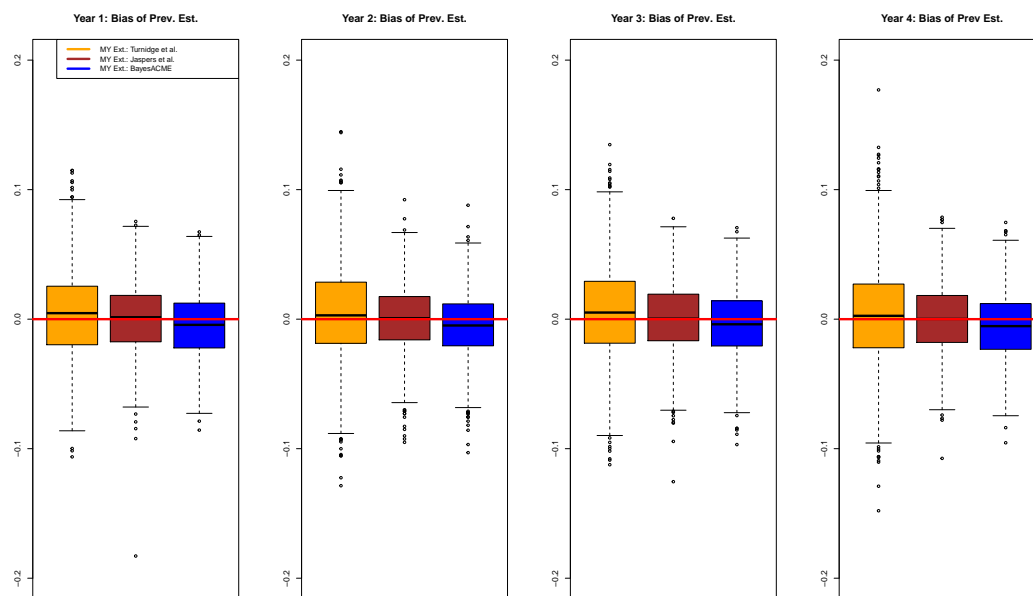 Year 1: Bias of Prev. Est.
Year 2: Bias of Prev. Est.
Year 3: Bias of Prev. Est.
Year 4: Bias of Prev Est.
MY Ext.: Turnidge et al.
MY Ext.: Jaspers et al.
MY Ext.: BayesACME
0.2
0.1
0.0
−0.1
−0.2
0.2
0.1
0.0
−0.1
−0.2
0.2
0.1
0.0
−0.1
−0.2
0.2
0.1
0.0
−0.1
−0.2